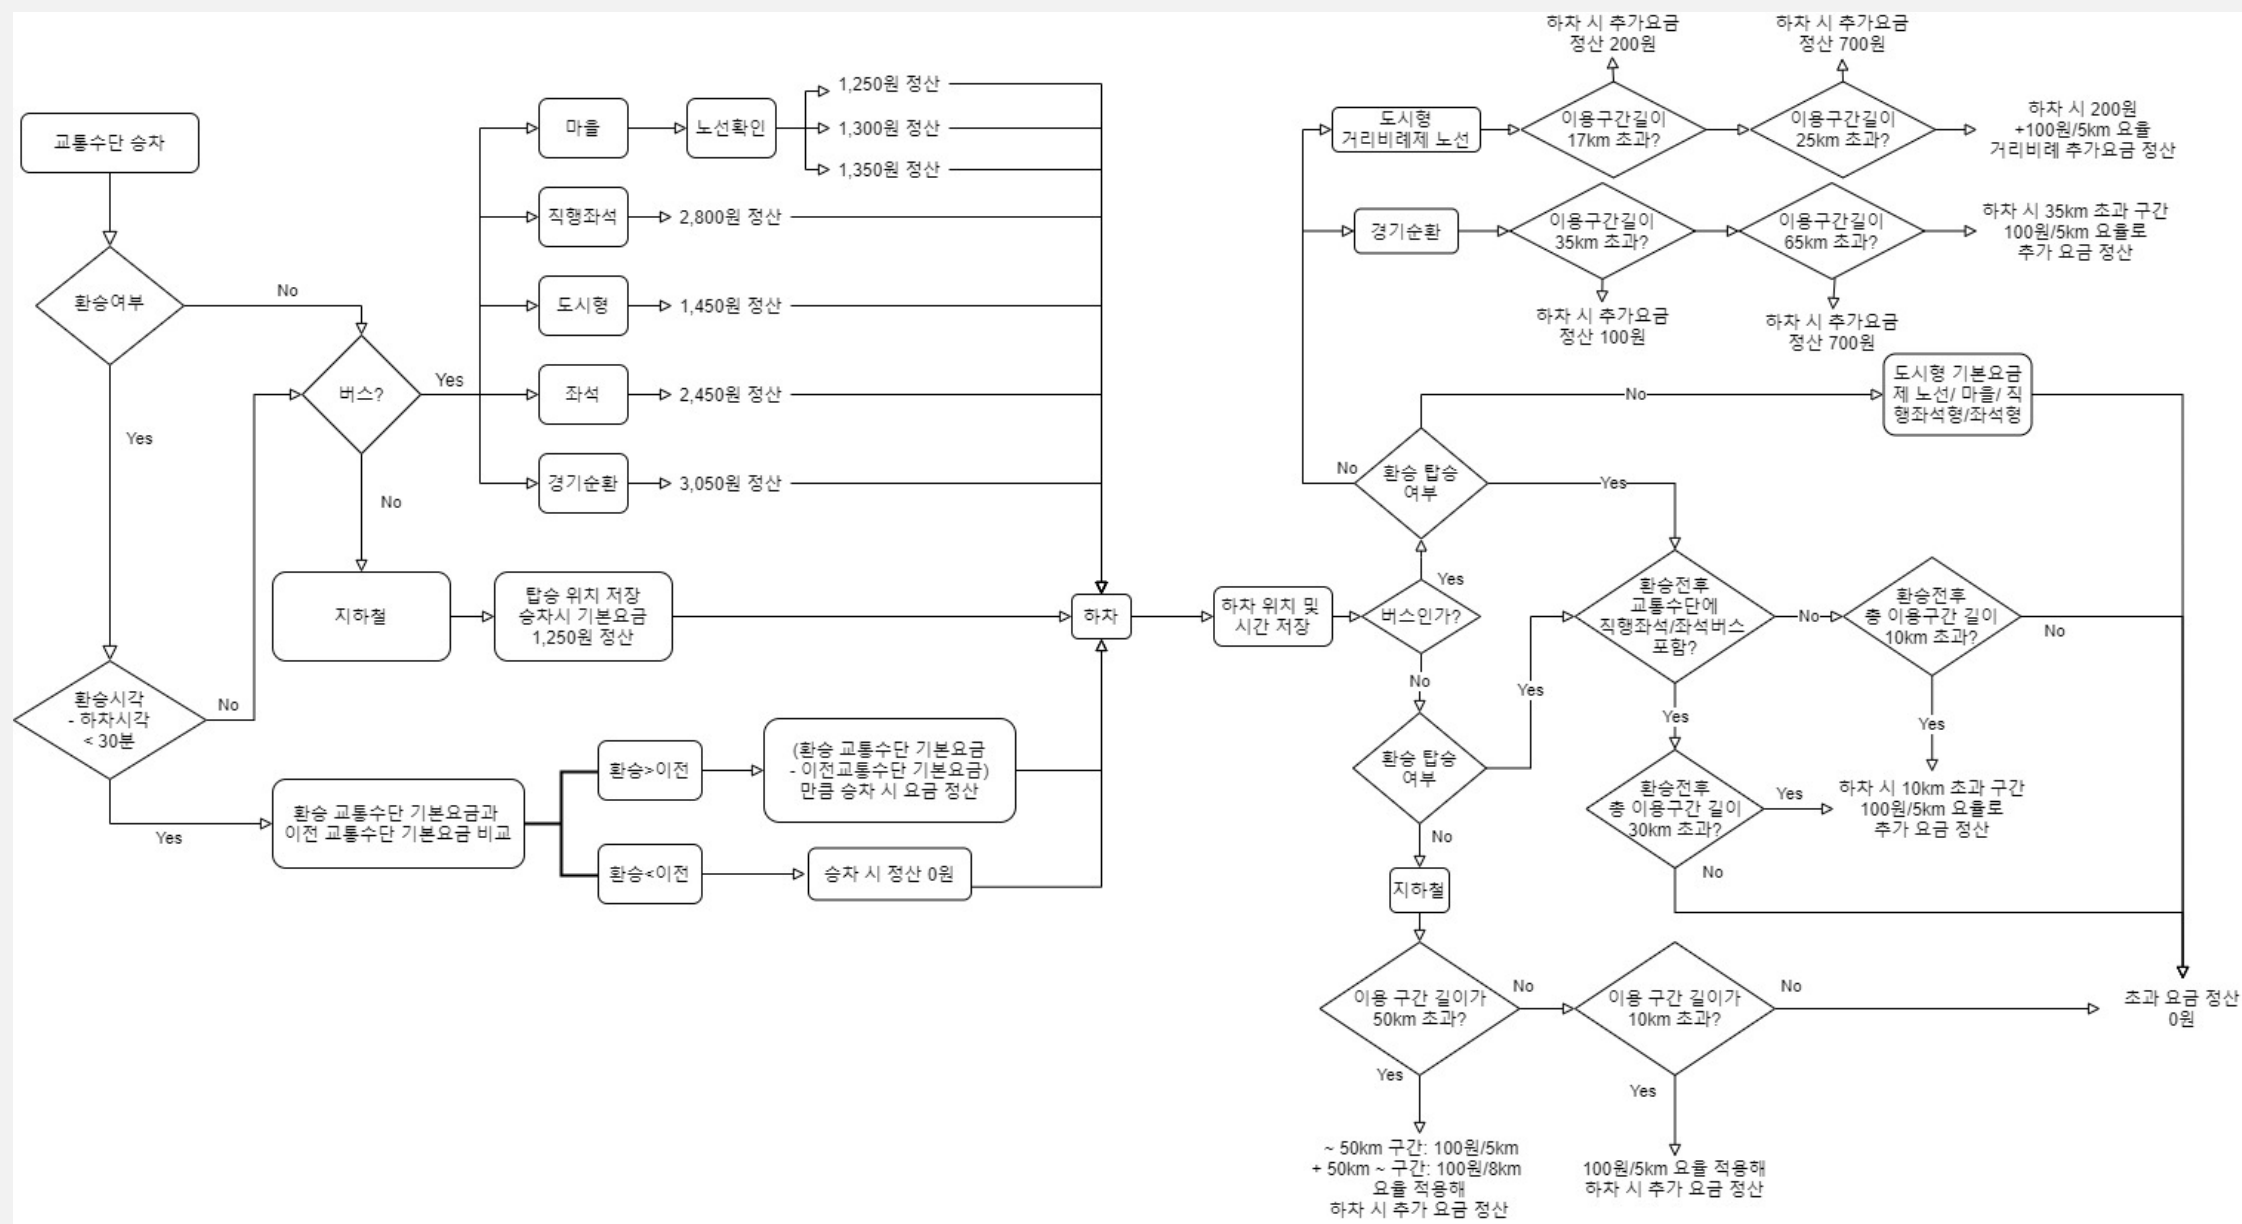 교통수단 승차
환승여부
No
Yes
버스?
Yes
No
마을
노선확인
1,250원 정산
1,300원 정산
1,350원 정산
직행좌석
2,800원 정산
도시형
1,450원 정산
좌석
2,450원 정산
경기순환
3,050원 정산
지하철
탑승 위치 저장
승차시 기본요금
1,250원 정산
환승시각
- 하차시각
< 30분
No
Yes
환승 교통수단 기본요금과
이전 교통수단 기본요금 비교
환승>이전
(환승 교통수단 기본요금
- 이전교통수단 기본요금)
만큼 승차 시 요금 정산
환승<이전
승차 시 정산 0원
하차
하차 위치 및
시간 저장
버스인가?
Yes
No
환승 탑승
여부
No
No
Yes
도시형
거리비례제 노선
이용구간길이
17km 초과?
하차 시 추가요금
정산 200원
이용구간길이
25km 초과?
하차 시 추가요금
정산 700원
하차 시 200원
+100원/5km 요율
거리비례 추가요금 정산
경기순환
이용구간길이
35km 초과?
하차 시 추가요금
정산 100원
이용구간길이
65km 초과?
하차 시 추가요금
정산 700원
하차 시 35km 초과 구간
100원/5km 요율로
추가 요금 정산
도시형 기본요금
제 노선/ 마을/ 직
행좌석형/좌석형
환승전후
교통수단에
직행좌석/좌석버스
포함?
No
Yes
환승전후
총 이용구간 길이
10km 초과?
No
Yes
하차 시 10km 초과 구간
100원/5km 요율로
추가 요금 정산
환승전후
총 이용구간 길이
30km 초과?
Yes
No
환승 탑승
여부
Yes
No
지하철
이용 구간 길이가
50km 초과?
No
Yes
~ 50km 구간: 100원/5km
+ 50km ~ 구간: 100원/8km
요율 적용해
하차 시 추가 요금 정산
이용 구간 길이가
10km 초과?
No
Yes
100원/5km 요율 적용해
하차 시 추가 요금 정산
초과 요금 정산
0원